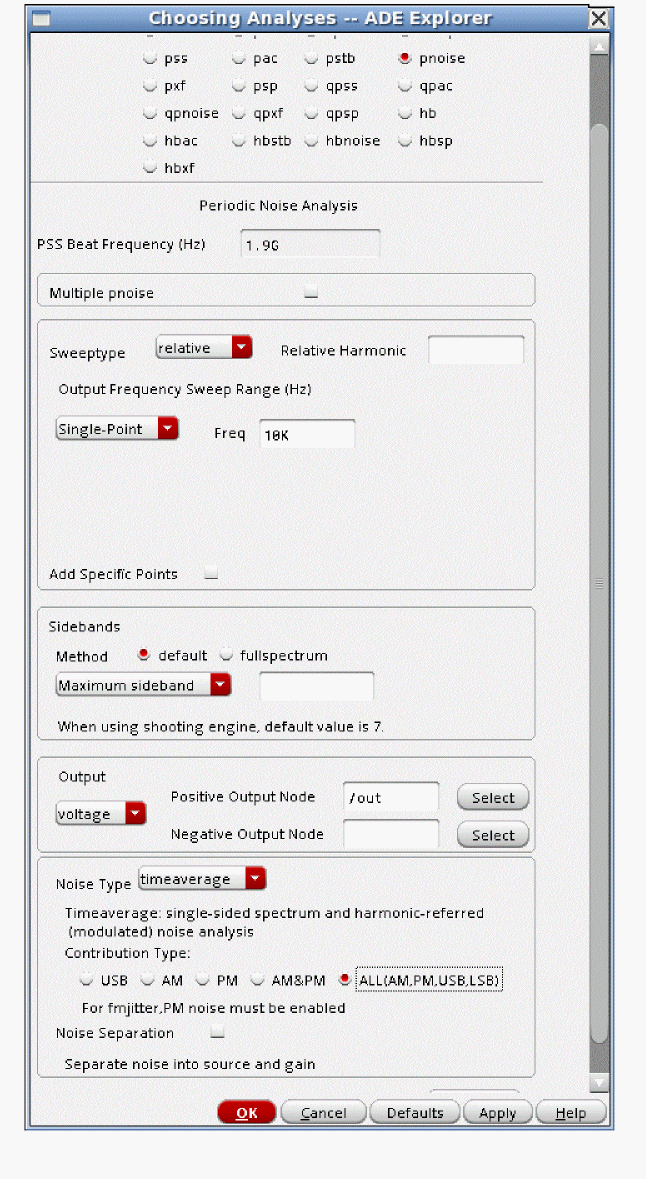 Choosing Analyses -- ADE Explorer
pss pac pstb pnoise
pxf psp qpss qpac
qpnoise qpxf qpsp hb
hbac hbstb hbnoise hbsp
hbxf
Periodic Noise Analysis
PSS Beat Frequency (Hz) 1.9G
Multiple pnoise
Sweeptype relative Relative Harmonic
Output Frequency Sweep Range (Hz)
Single-Point Freq 10K
Add Specific Points
Sidebands
Method default fullspectrum
Maximum sideband
When using shooting engine, default value is 7.
Output
Positive Output Node /out Select
voltage
Negative Output Node Select
Noise Type timeaverage
Timeaverage: single-sided spectrum and harmonic-referred
(modulated) noise analysis
Contribution Type:
USB AM PM AM&PM ALL(AM,PM,USB,LSB)
For fmjitter,PM noise must be enabled
Noise Separation
Separate noise into source and gain
OK Cancel Defaults Apply Help